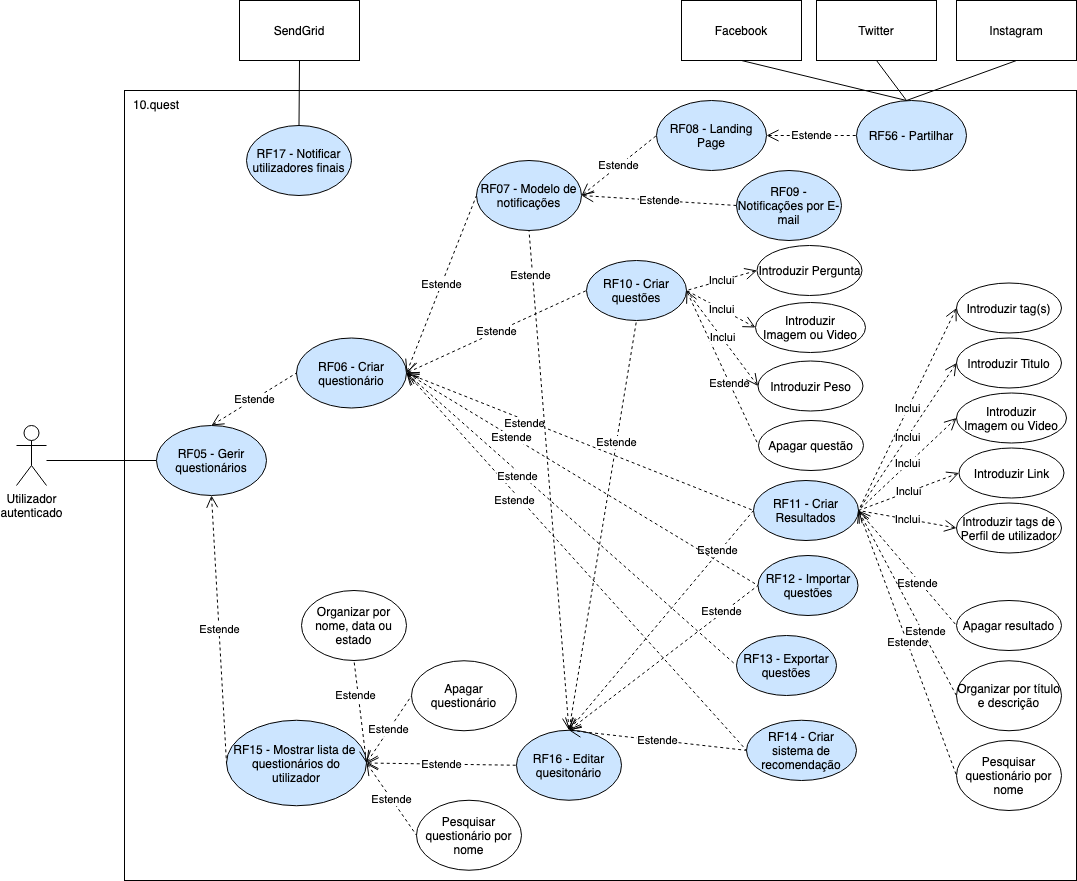 SendGrid
Facebook
Twitter
Instagram
10.quest
RF17 - Notificar
utilizadores finais
RF08 - Landing
Page
Estende
RF56 - Partilhar
Estende
RF07 - Modelo de
notificações
Estende
RF09 -
Notificações por E-
mail
Estende
Estende
RF10 - Criar
questões
Inclui
Introduzir Pergunta
Inclui
Introduzir
Imagem ou Video
Inclui
Introduzir Peso
Estende
Apagar questão
Estende
RF06 - Criar
questionário
Estende
Introduzir tag(s)
Introduzir Titulo
Introduzir
Imagem ou Video
Introduzir Link
Introduzir tags de
Perfil de utilizador
Inclui
Inclui
Inclui
Inclui
Inclui
Estende
Estende
Estende
Estende
Estende
RF05 - Gerir
questionários
Utilizador
autenticado
RF11 - Criar
Resultados
Estende
RF12 - Importar
questões
Estende
Estende
Estende
Estende
Apagar resultado
Organizar por título
e descrição
Pesquisar
questionário por
nome
RF13 - Exportar
questões
RF14 - Criar
sistema de
recomendação
Estende
Estende
Organizar por
nome, data ou
estado
Estende
Apagar
questionário
Estende
RF15 - Mostrar lista de
questionários do
utilizador
Estende
RF16 - Editar
quesitonário
Estende
Pesquisar
questionário por
nome